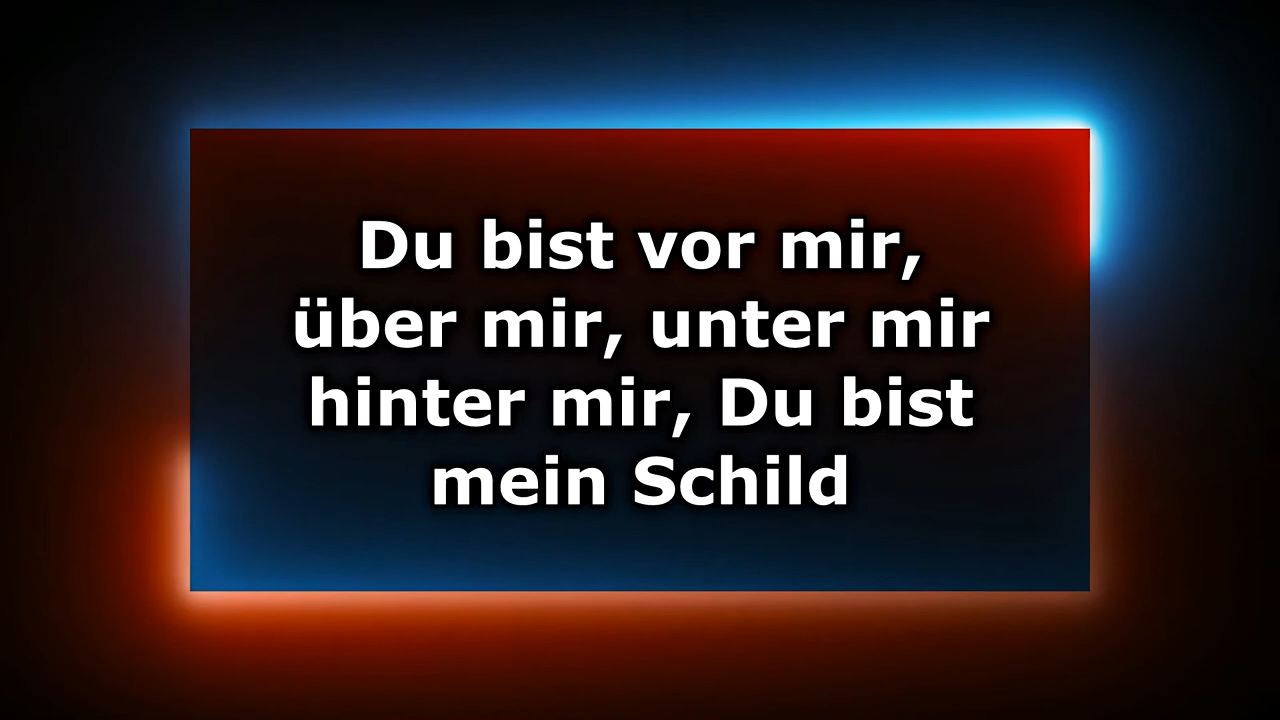 Du bist vor mir,
über mir, unter mir
hinter mir, Du bist
mein Schild